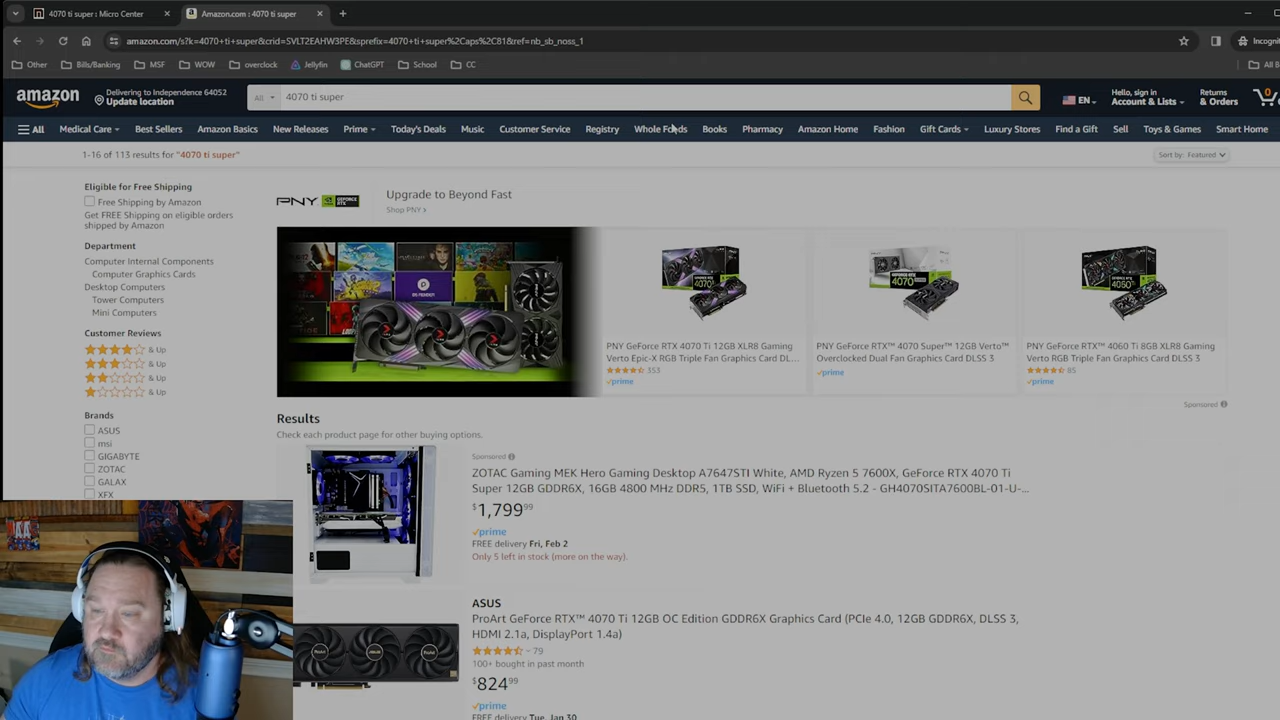 4070 ti super : Micro Center
Amazon.com : 4070 ti super
amazon.com/s?k=4070+ti+super&crid=SVLT2EAHW3PE&sprefix=4070+ti+super%2Caps%2C81&ref=nb_sb_noss_1
Incognit
Other
Bills/Banking
MSF
WOW
overclock
Jellyfin
ChatGPT
School
CC
All B
amazon
Delivering to Independence 64052
Update location
All
4070 ti super
EN
Hello, sign in
Account & Lists
Returns
& Orders
0
All
Medical Care
Best Sellers
Amazon Basics
New Releases
Prime
Today's Deals
Music
Customer Service
Registry
Whole Foods
Books
Pharmacy
Amazon Home
Fashion
Gift Cards
Luxury Stores
Find a Gift
Sell
Toys & Games
Smart Home
1-16 of 113 results for "4070 ti super"
Sort by: Featured
Eligible for Free Shipping
Free Shipping by Amazon
Get FREE Shipping on eligible orders
shipped by Amazon
Department
Computer Internal Components
Computer Graphics Cards
Desktop Computers
Tower Computers
Mini Computers
Customer Reviews
& Up
& Up
& Up
& Up
Brands
ASUS
msi
GIGABYTE
ZOTAC
GALAX
XFX
PNY
GEFORCE
RTX
Upgrade to Beyond Fast
Shop PNY ›
PNY GeForce RTX 4070 Ti 12GB XLR8 Gaming
Verto Epic-X RGB Triple Fan Graphics Card DL...
353
prime
PNY GeForce RTX™ 4070 Super™ 12GB Verto™
Overclocked Dual Fan Graphics Card DLSS 3
prime
PNY GeForce RTX™ 4060 Ti 8GB XLR8 Gaming
Verto RGB Triple Fan Graphics Card DLSS 3
85
prime
Sponsored
Results
Check each product page for other buying options.
Sponsored
ZOTAC Gaming MEK Hero Gaming Desktop A7647STI White, AMD Ryzen 5 7600X, GeForce RTX 4070 Ti
Super 12GB GDDR6X, 16GB 4800 MHz DDR5, 1TB SSD, WiFi + Bluetooth 5.2 - GH4070SITA7600BL-01-U-...
$1,799 99
prime
FREE delivery Fri, Feb 2
Only 5 left in stock (more on the way).
ASUS
ProArt GeForce RTX™ 4070 Ti 12GB OC Edition GDDR6X Graphics Card (PCIe 4.0, 12GB GDDR6X, DLSS 3,
HDMI 2.1a, DisplayPort 1.4a)
79
100+ bought in past month
$824 99
prime
FREE delivery Tue, Jan 30